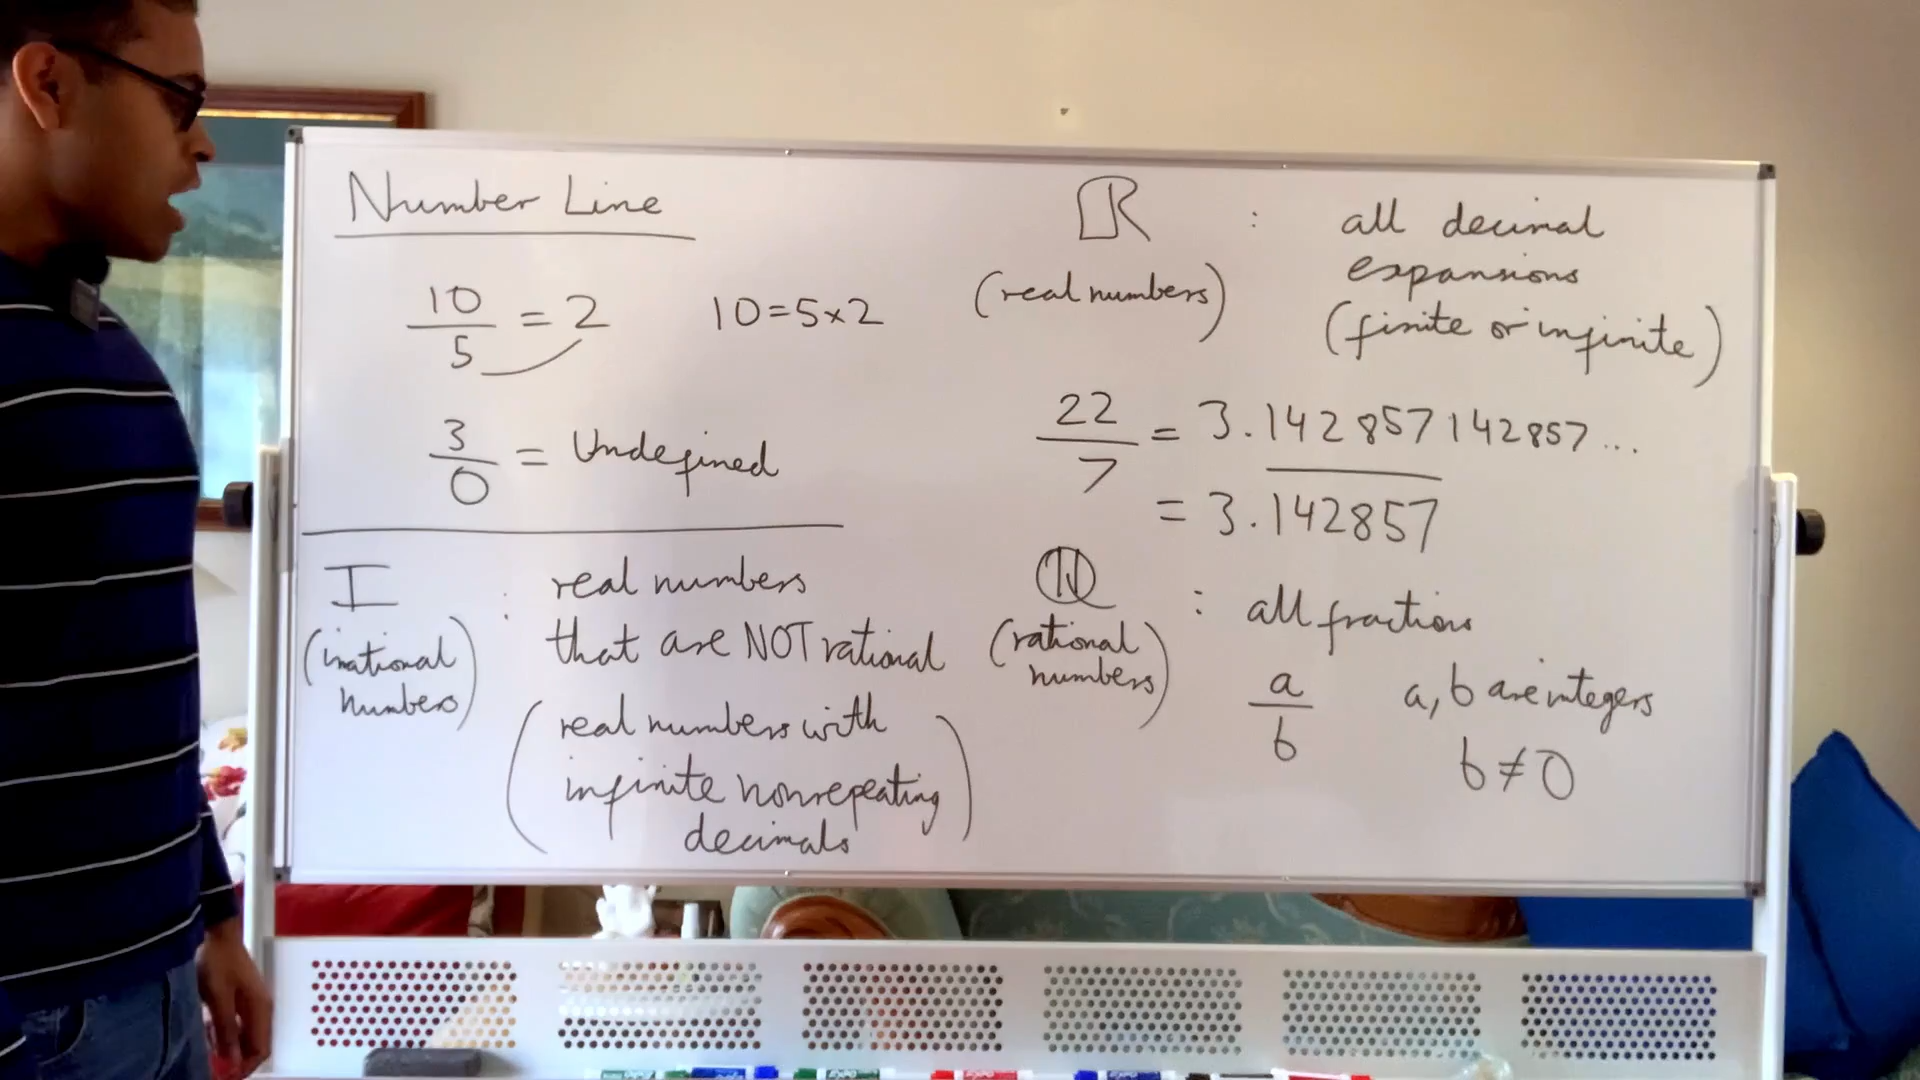 Number Line
10/5 = 2
10=5×2
3/0 = Undefined
I (irrational numbers) : real numbers
that are NOT rational
(real numbers with
infinite nonrepeating
decimals)
ℝ (real numbers) : all decimal
expansions
(finite or infinite)
22/7 = 3.142857142857...
= 3.142857
ℚ (rational numbers) : all fractions
a/b a, b are integers
b≠0